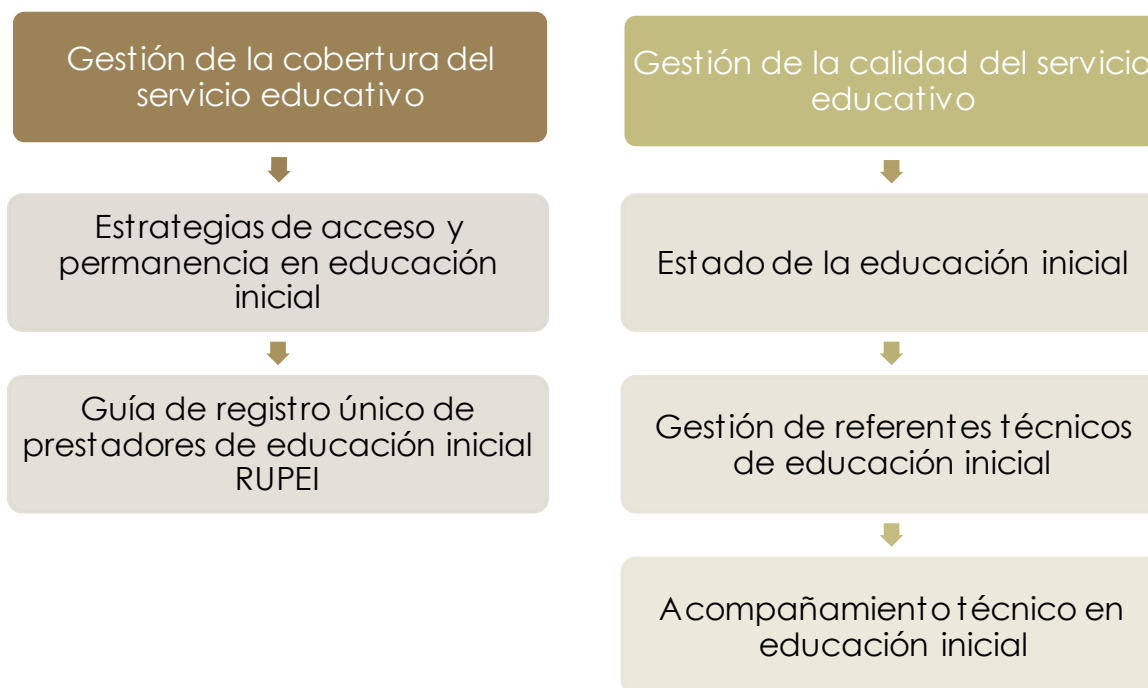 Gestión de la cobertura del
servicio educativo
Estrategias de acceso y
permanencia en educación
inicial
Guía de registro único de
prestadores de educación inicial
RUPEI
Gestión de la calidad del servicio
educativo
Estado de la educación inicial
Gestión de referentes técnicos
de educación inicial
Acompañamiento técnico en
educación inicial